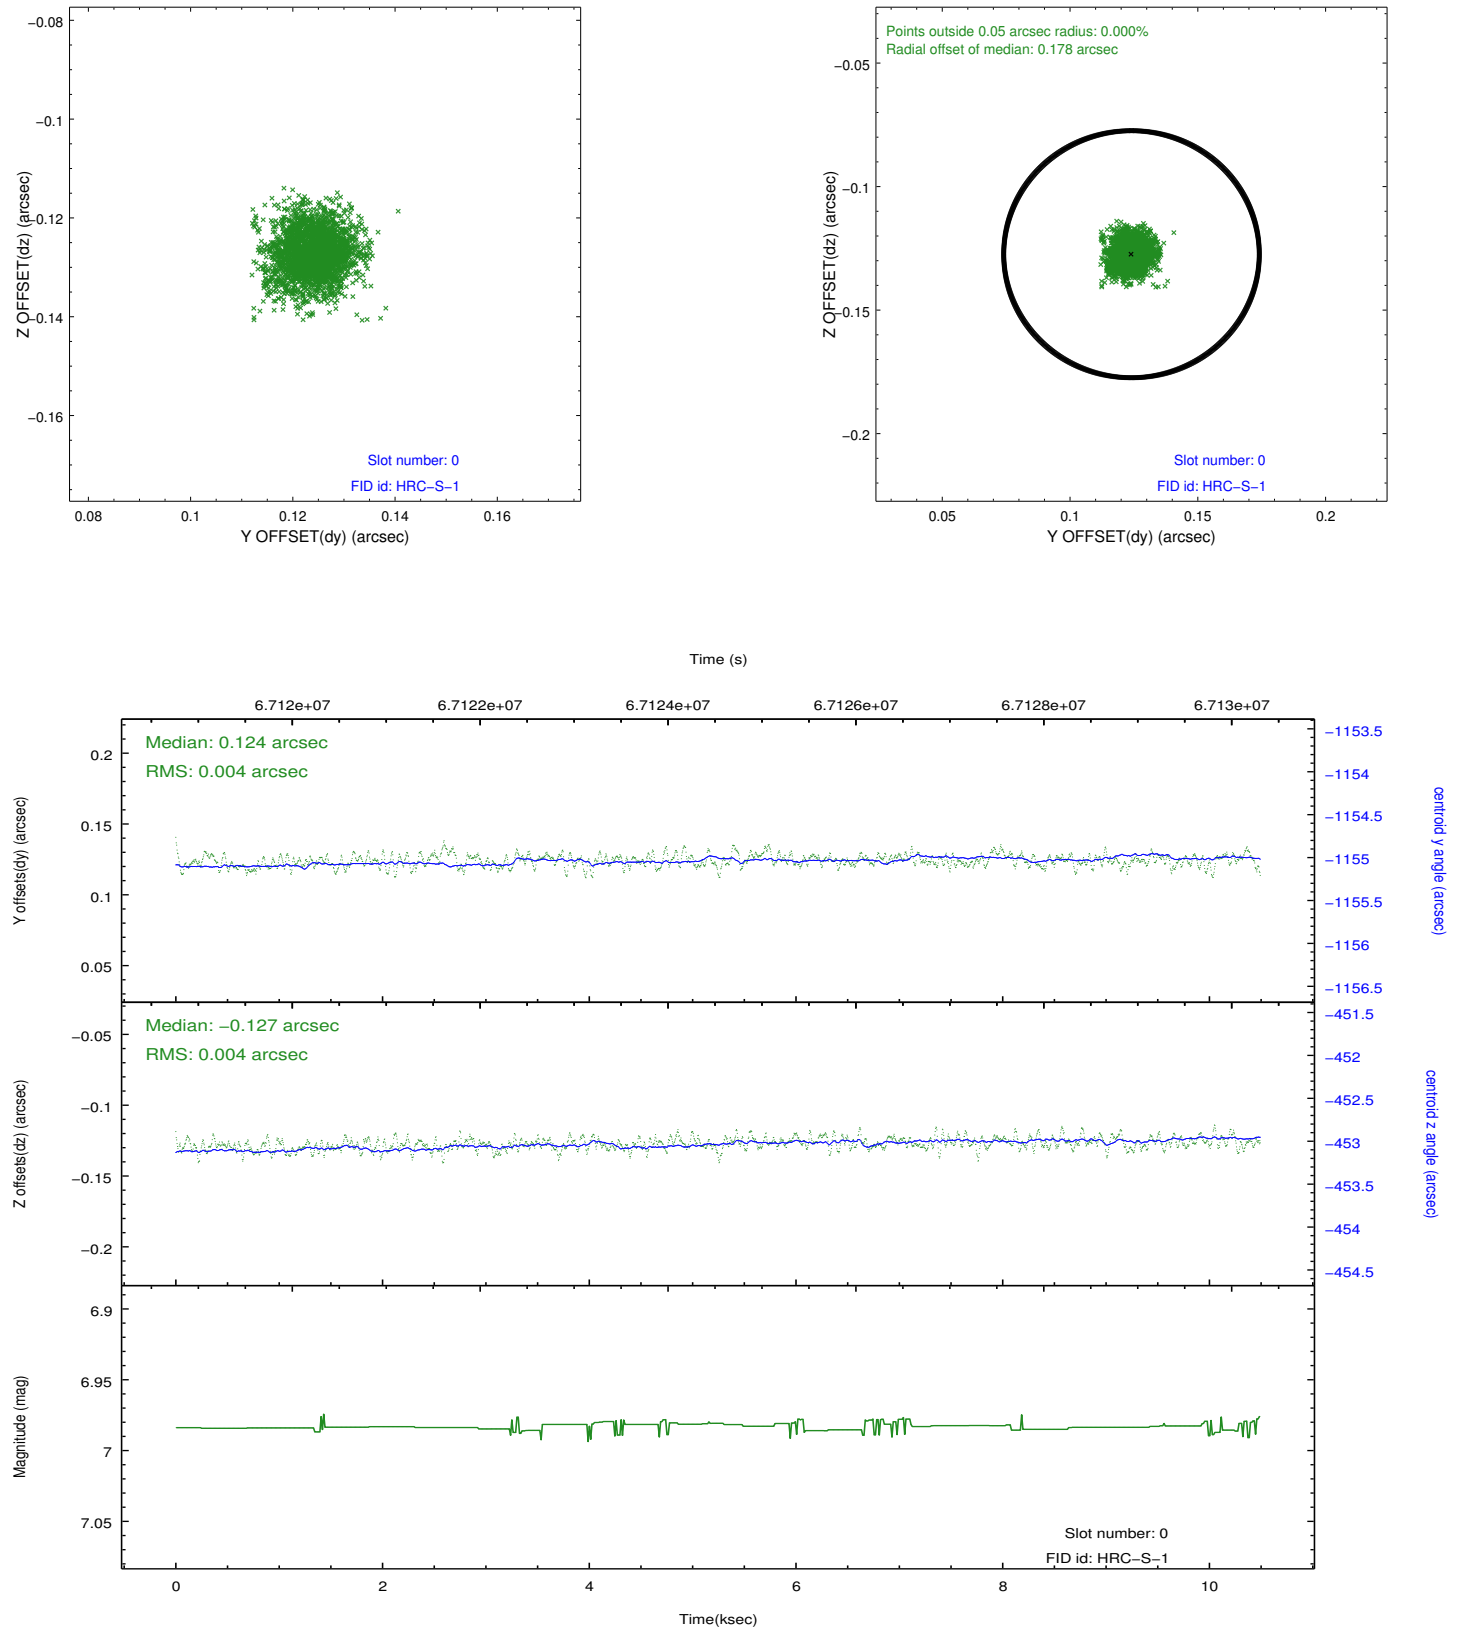 −0.08
−0.1
−0.12
−0.14
−0.16
Z OFFSET(dz) (arcsec)
Slot number: 0
FID id: HRC−S−1
0.08
0.1
0.12
0.14
0.16
Y OFFSET(dy) (arcsec)
Points outside 0.05 arcsec radius: 0.000%
Radial offset of median: 0.178 arcsec
−0.05
−0.1
−0.15
−0.2
Z OFFSET(dz) (arcsec)
Slot number: 0
FID id: HRC−S−1
0.05
0.1
0.15
0.2
Y OFFSET(dy) (arcsec)
Time (s)
6.712e+07
6.7122e+07
6.7124e+07
6.7126e+07
6.7128e+07
6.713e+07
Median: 0.124 arcsec
RMS: 0.004 arcsec
0.2
0.15
0.1
0.05
Y offsets(dy) (arcsec)
−1153.5
−1154
−1154.5
−1155
−1155.5
−1156
−1156.5
centroid y angle (arcsec)
Median: −0.127 arcsec
RMS: 0.004 arcsec
−0.05
−0.1
−0.15
−0.2
Z offsets(dz) (arcsec)
−451.5
−452
−452.5
−453
−453.5
−454
−454.5
centroid z angle (arcsec)
6.9
6.95
7
7.05
Magnitude (mag)
Slot number: 0
FID id: HRC−S−1
0
2
4
6
8
10
Time(ksec)